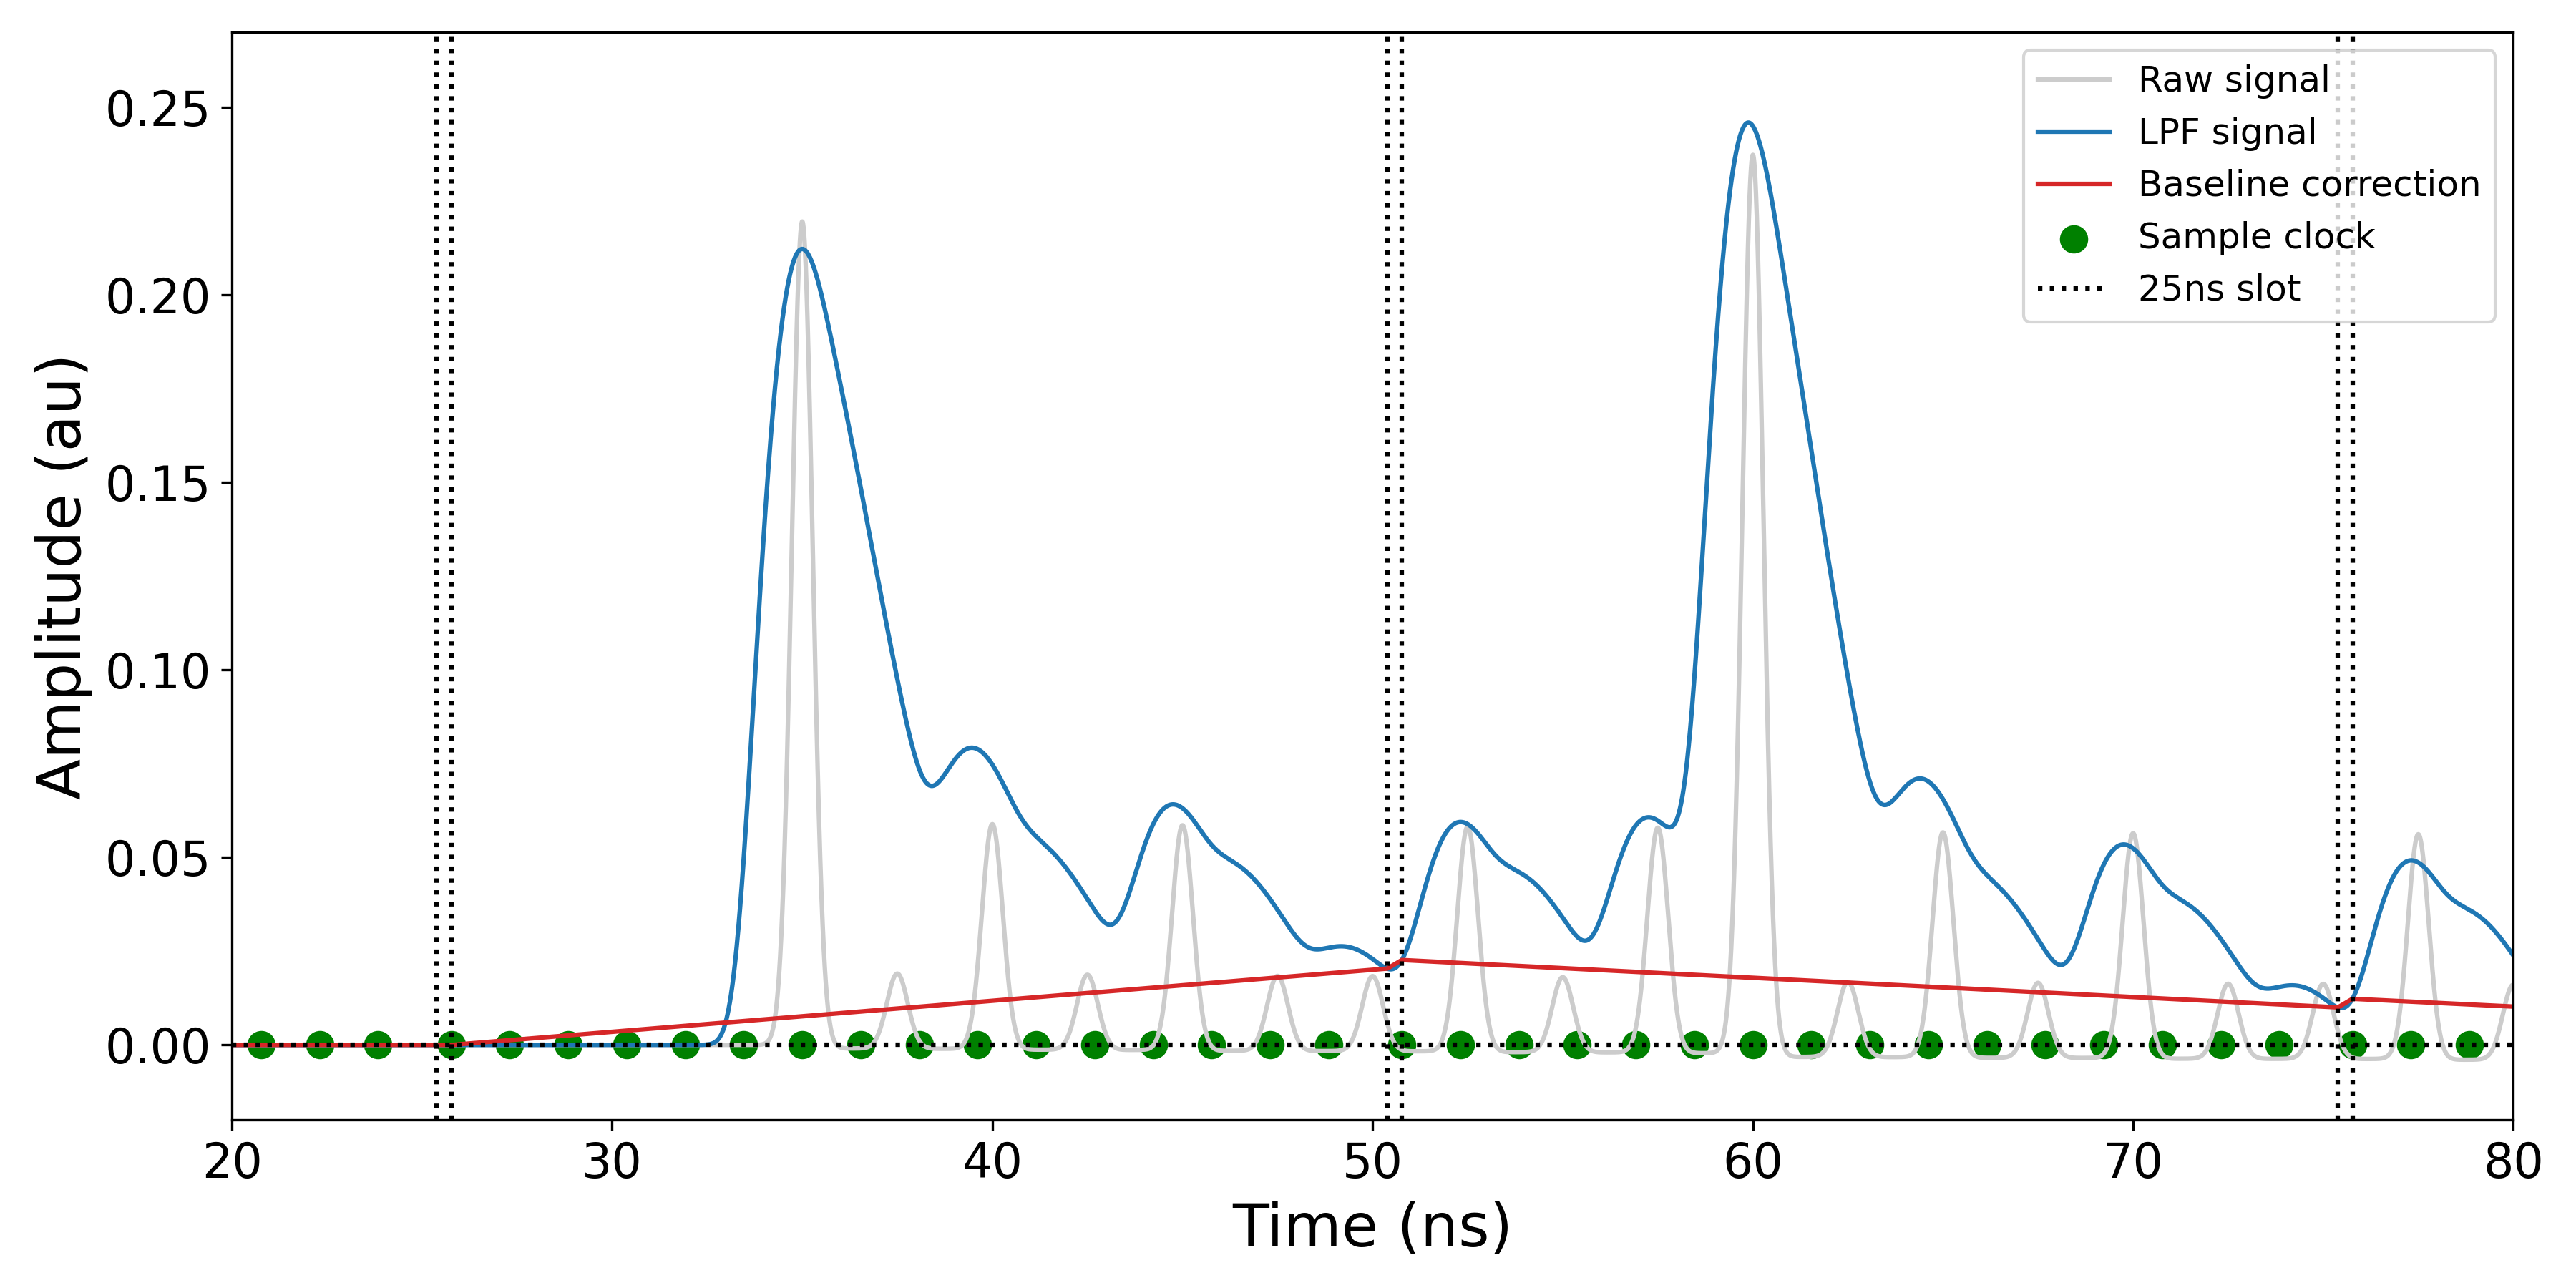 Amplitude (au)
0.25
0.20
0.15
0.10
0.05
0.00
Raw signal
LPF signal
Baseline correction
Sample clock
25ns slot
20 30 40 50 60 70 80
Time (ns)